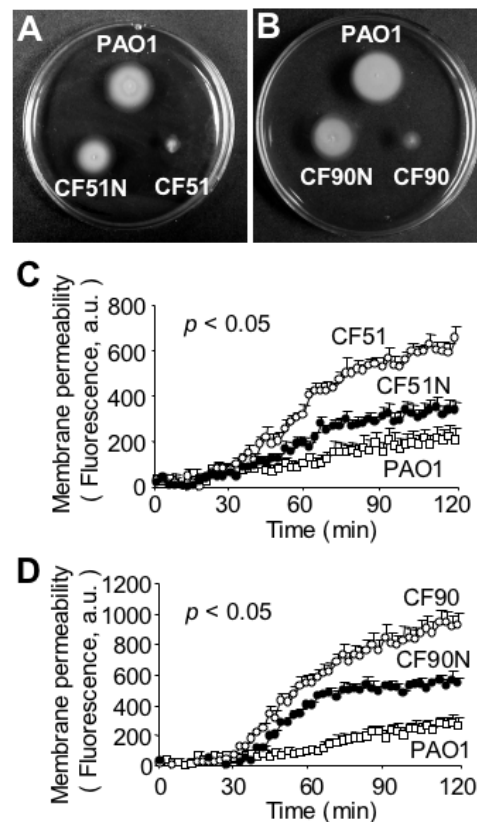 A
PAO1
CF51N
CF51
B
PAO1
CF90N
CF90
C
Membrane permeability
( Fluorescence, a.u. )
800
600
400
200
0
p < 0.05
CF51
CF51N
PAO1
0 30 60 90 120
Time (min)
D
Membrane permeability
( Fluorescence, a.u. )
1200
1000
800
600
400
200
0
p < 0.05
CF90
CF90N
PAO1
0 30 60 90 120
Time (min)